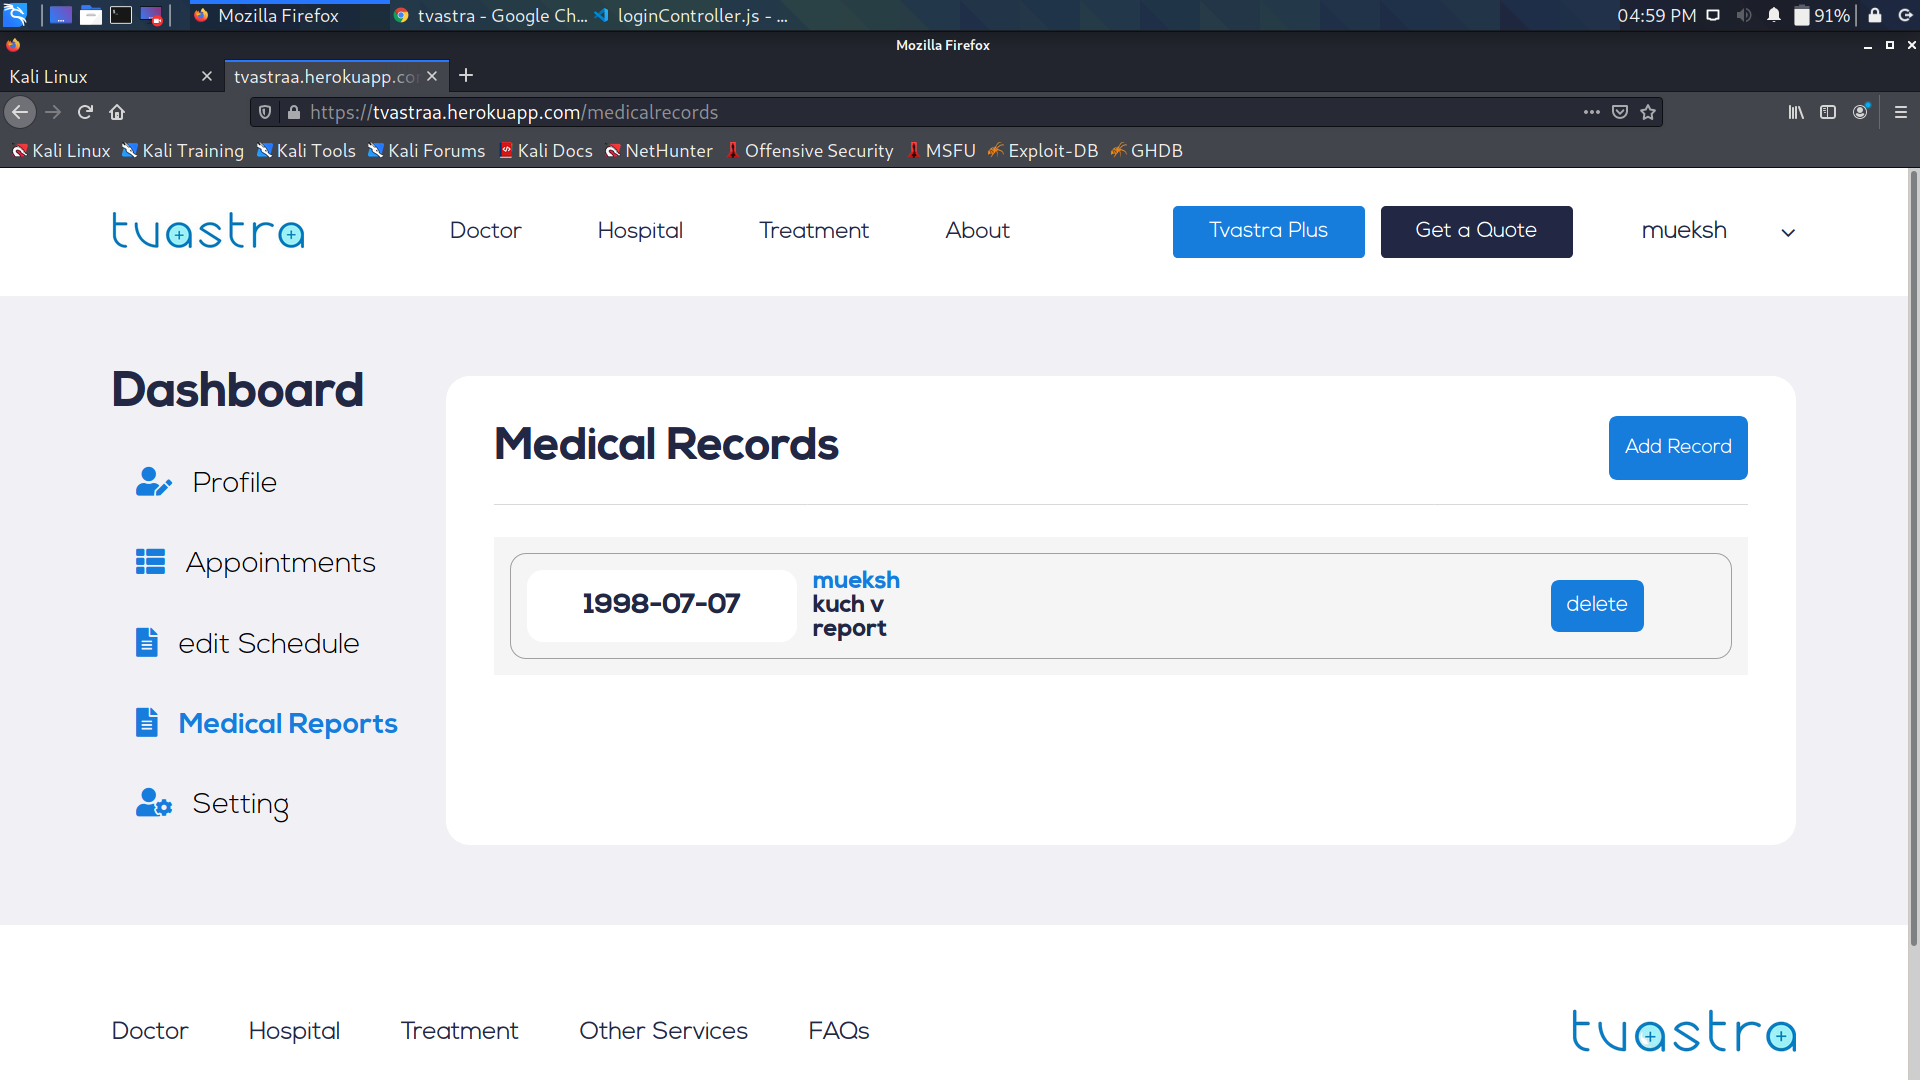 Mozilla Firefox
tvastra - Google Ch...
loginController.js - ...
04:59 PM
91%
Mozilla Firefox
Kali Linux
tvastraa.herokuapp.co
https://tvastraa.herokuapp.com/medicalrecords
Kali Linux
Kali Training
Kali Tools
Kali Forums
Kali Docs
NetHunter
Offensive Security
MSFU
Exploit-DB
GHDB
tvastra
Doctor
Hospital
Treatment
About
Tvastra Plus
Get a Quote
mueksh
Dashboard
Profile
Appointments
edit Schedule
Medical Reports
Setting
Medical Records
Add Record
1998-07-07
mueksh
kuch v
report
delete
Doctor
Hospital
Treatment
Other Services
FAQs
tvastra